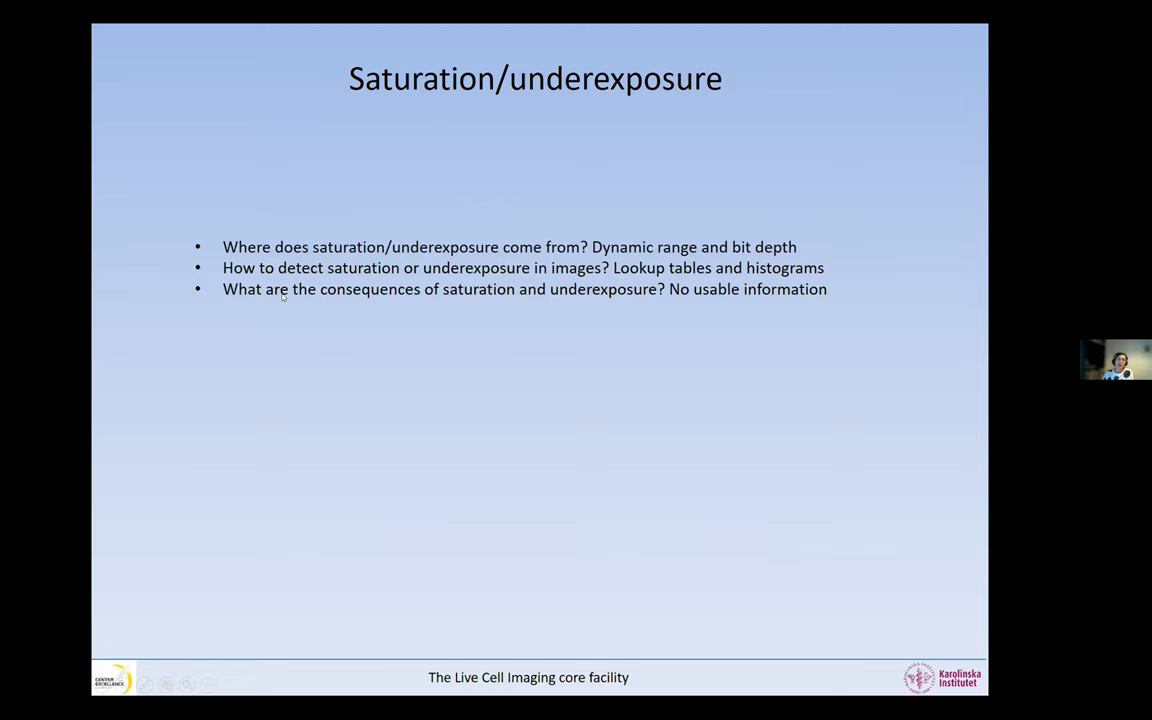 Saturation/underexposure
• Where does saturation/underexposure come from? Dynamic range and bit depth
• How to detect saturation or underexposure in images? Lookup tables and histograms
• What are the consequences of saturation and underexposure? No usable information
CENTER
EXCELLENCE
The Live Cell Imaging core facility
Karolinska
Institutet